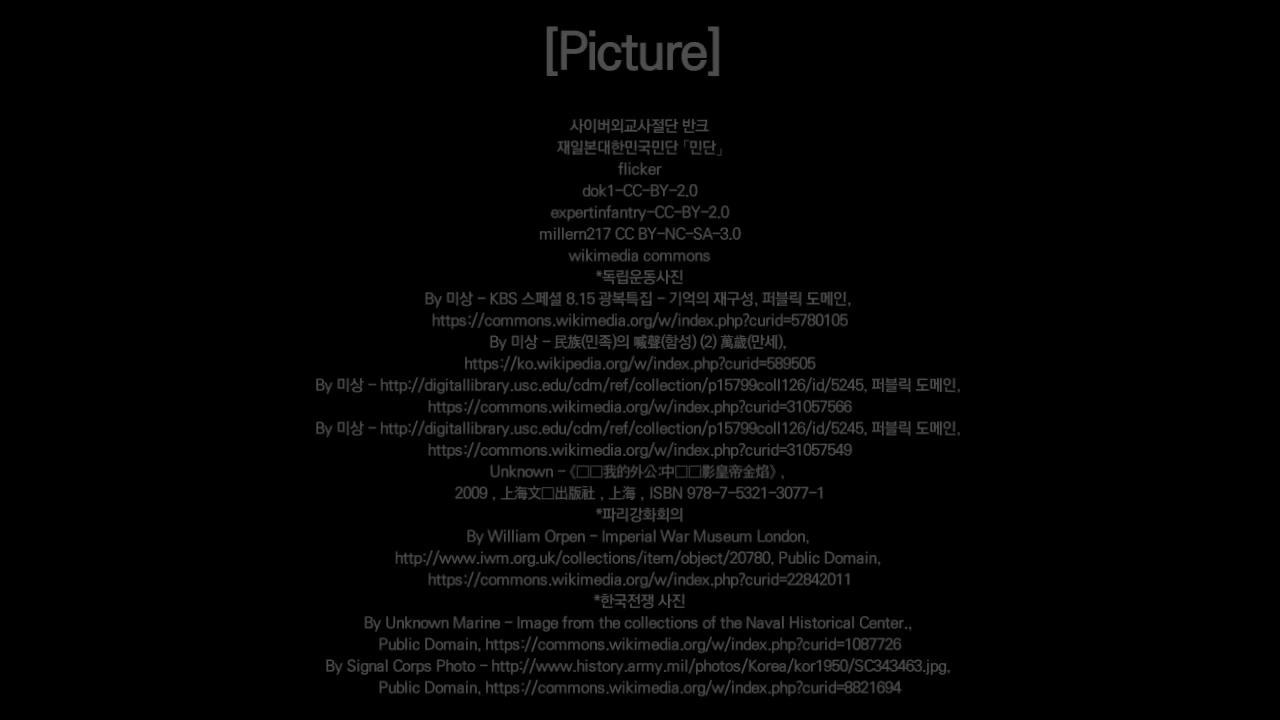 [Picture]
사이버외교사절단 반크
재일본대한민국민단 「민단」
flicker
dok1-CC-BY-2.0
expertinfantry-CC-BY-2.0
millern217 CC BY-NC-SA-3.0
wikimedia commons
*독립운동사진
By 미상 - KBS 스페셜 8.15 광복특집 - 기억의 재구성, 퍼블릭 도메인,
https://commons.wikimedia.org/w/index.php?curid=5780105
By 미상 - 民族(민족)의 喊聲(함성) (2) 萬歲(만세),
https://ko.wikipedia.org/w/index.php?curid=589505
By 미상 - http://digitallibrary.usc.edu/cdm/ref/collection/p15799coll126/id/5245, 퍼블릭 도메인,
https://commons.wikimedia.org/w/index.php?curid=31057566
By 미상 - http://digitallibrary.usc.edu/cdm/ref/collection/p15799coll126/id/5245, 퍼블릭 도메인,
https://commons.wikimedia.org/w/index.php?curid=31057549
Unknown - 《□□我的外公:中□□影皇帝金焰》 ,
2009 , 上海文□出版社 , 上海 , ISBN 978-7-5321-3077-1
*파리강화회의
By William Orpen - Imperial War Museum London,
http://www.iwm.org.uk/collections/item/object/20780, Public Domain,
https://commons.wikimedia.org/w/index.php?curid=22842011
*한국전쟁 사진
By Unknown Marine - Image from the collections of the Naval Historical Center.,
Public Domain, https://commons.wikimedia.org/w/index.php?curid=1087726
By Signal Corps Photo - http://www.history.army.mil/photos/Korea/kor1950/SC343463.jpg,
Public Domain, https://commons.wikimedia.org/w/index.php?curid=8821694